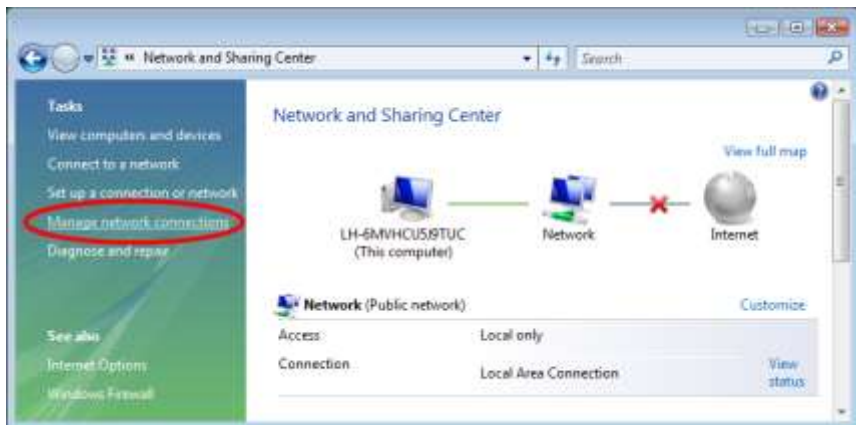 « Network and Sharing Center
Search
Tasks
View computers and devices
Connect to a network
Set up a connection or network
Manage network connections
Diagnose and repair
See also
Internet Options
Windows Firewall
Network and Sharing Center
View full map
LH-6MVHCU5J9TUC
(This computer)
Network
Internet
Network (Public network)
Customize
Access
Local only
Connection
Local Area Connection
View
status